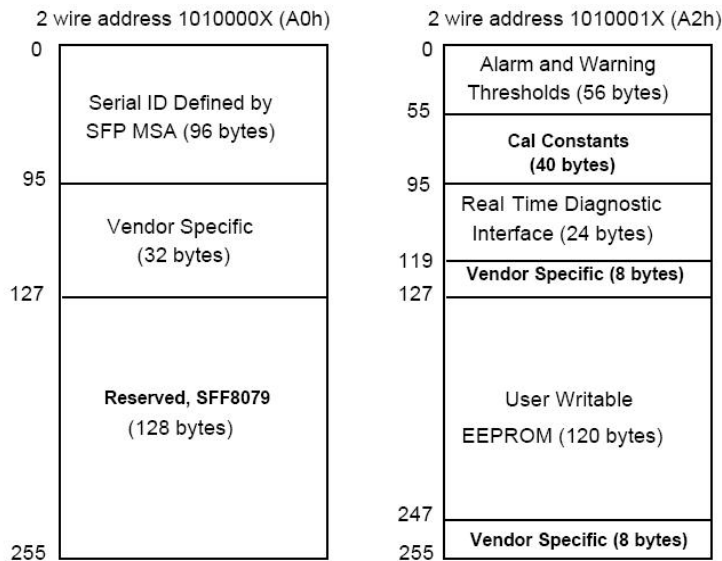 2 wire address 1010000X (A0h)
0
Serial ID Defined by
SFP MSA (96 bytes)
95
Vendor Specific
(32 bytes)
127
Reserved, SFF8079
(128 bytes)
255
2 wire address 1010001X (A2h)
0
Alarm and Warning
Thresholds (56 bytes)
55
Cal Constants
(40 bytes)
95
Real Time Diagnostic
Interface (24 bytes)
119
Vendor Specific (8 bytes)
127
User Writable
EEPROM (120 bytes)
247
Vendor Specific (8 bytes)
255